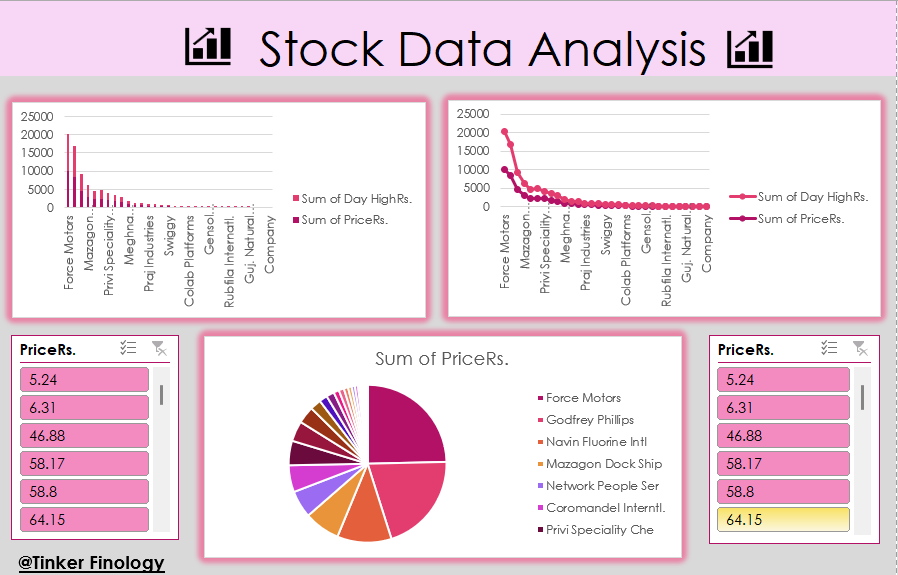 Stock Data Analysis
25000
20000
15000
10000
5000
0
Force Motors
Mazagon..
Privi Speciality..
Meghna..
Praj Industries
Swiggy
Colab Platforms
Gensol..
Rubfila Internatl.
Guj. Natural..
Company
Sum of Day HighRs.
Sum of PriceRs.
25000
20000
15000
10000
5000
0
Force Motors
Mazagon..
Privi Speciality..
Meghna..
Praj Industries
Swiggy
Colab Platforms
Gensol..
Rubfila Internatl.
Guj. Natural..
Company
Sum of Day HighRs.
Sum of PriceRs.
PriceRs.
5.24
6.31
46.88
58.17
58.8
64.15
Sum of PriceRs.
Force Motors
Godfrey Phillips
Navin Fluorine Intl
Mazagon Dock Ship
Network People Ser
Coromandel Interntl.
Privi Speciality Che
PriceRs.
5.24
6.31
46.88
58.17
58.8
64.15
@Tinker Finology